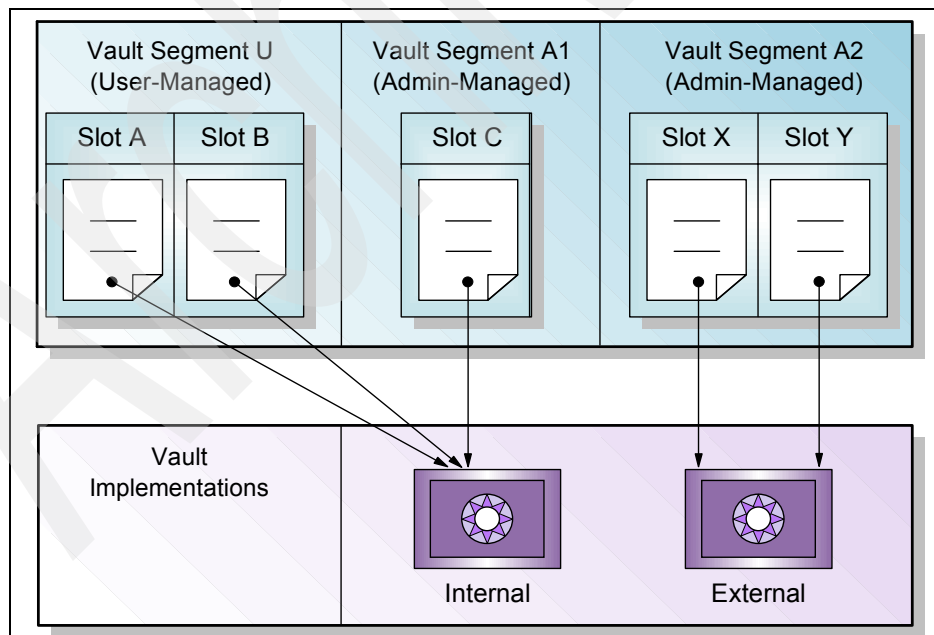 Vault Segment U
(User-Managed)
Vault Segment A1
(Admin-Managed)
Vault Segment A2
(Admin-Managed)
Slot A
Slot B
Slot C
Slot X
Slot Y
Vault
Implementations
Internal
External